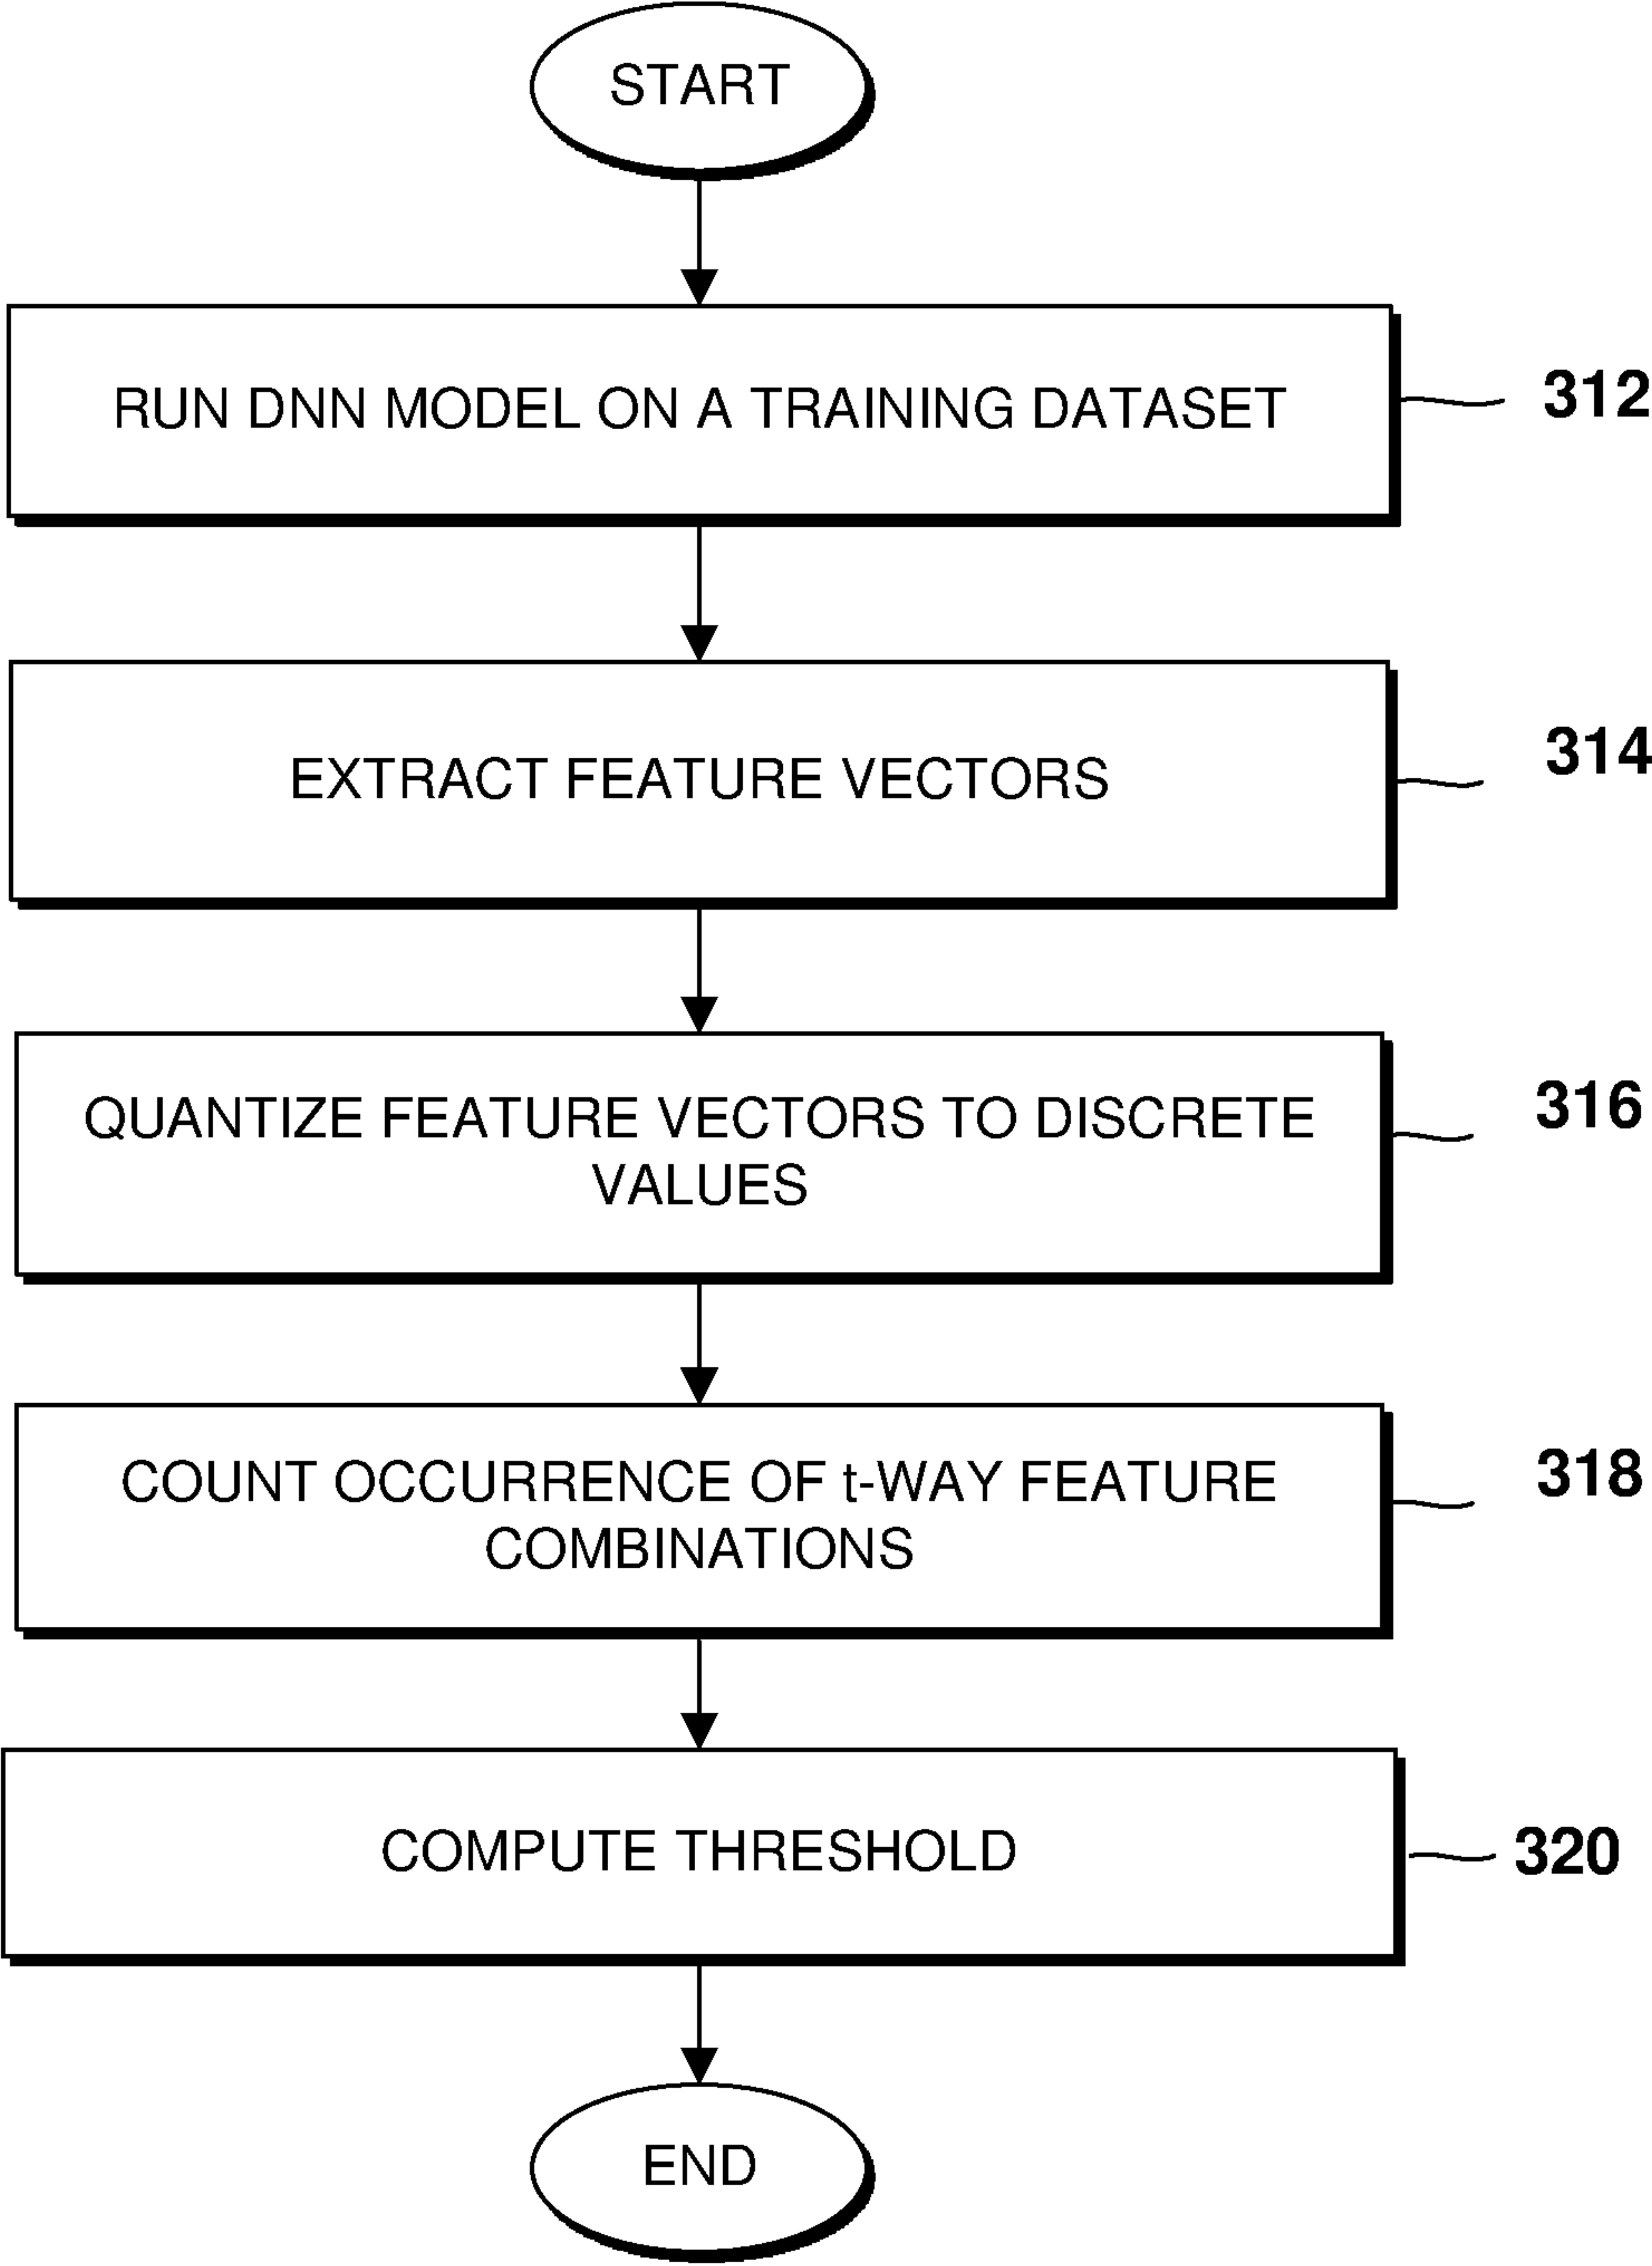 START
RUN DNN MODEL ON A TRAINING DATASET
312
EXTRACT FEATURE VECTORS
314
QUANTIZE FEATURE VECTORS TO DISCRETE
VALUES
316
COUNT OCCURRENCE OF t-WAY FEATURE
COMBINATIONS
318
COMPUTE THRESHOLD
320
END